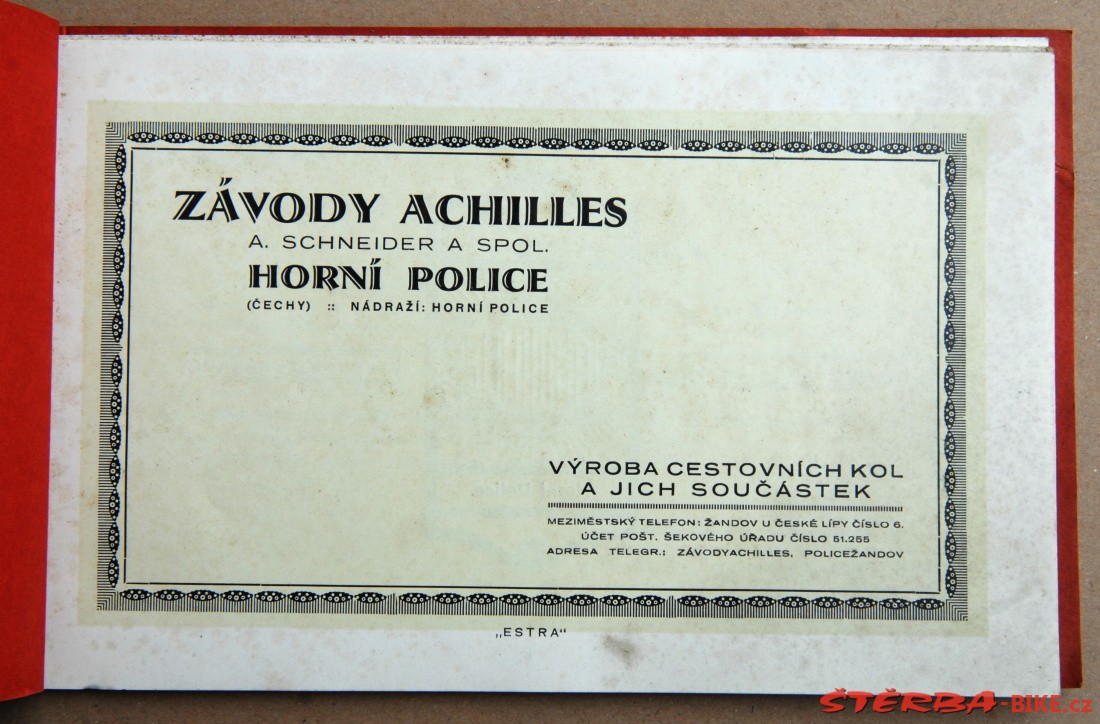 ZÁVODY ACHILLES
A. SCHNEIDER A SPOL.
HORNÍ POLICE
(ČECHY) :: NÁDRAŽÍ: HORNÍ POLICE
VÝROBA CESTOVNÍCH KOL
A JICH SOUČÁSTEK
MEZIMĚSTSKÝ TELEFON: ŽANDOV U ČESKÉ LÍPY ČÍSLO 6.
ÚČET POŠT. ŠEKOVÉHO ÚŘADU ČÍSLO 51.255
ADRESA TELEGR.: ZÁVODYACHILLES, POLICEŽANDOV
„ESTRA“
ŠTĚRBA-BIKE.cz